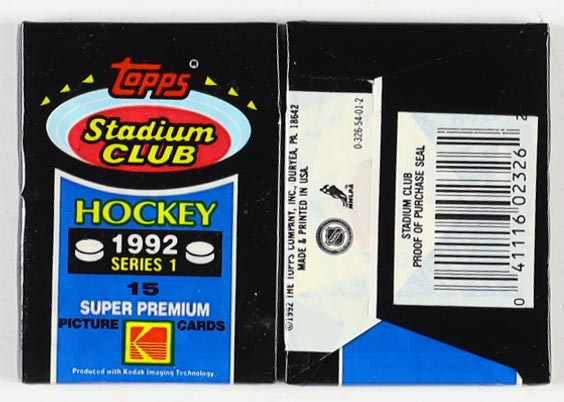 Topps ®
Stadium
CLUB
HOCKEY
1992
SERIES 1
15
SUPER PREMIUM
PICTURE CARDS
Kodak
Produced with Kodak Imaging Technology.
©1992 THE TOPPS COMPANY, INC., DURYEA, PA. 18642
MADE & PRINTED IN USA.
NHLPA
0-326-54-01-2
STADIUM CLUB
PROOF OF PURCHASE SEAL
0 41116 02326 2